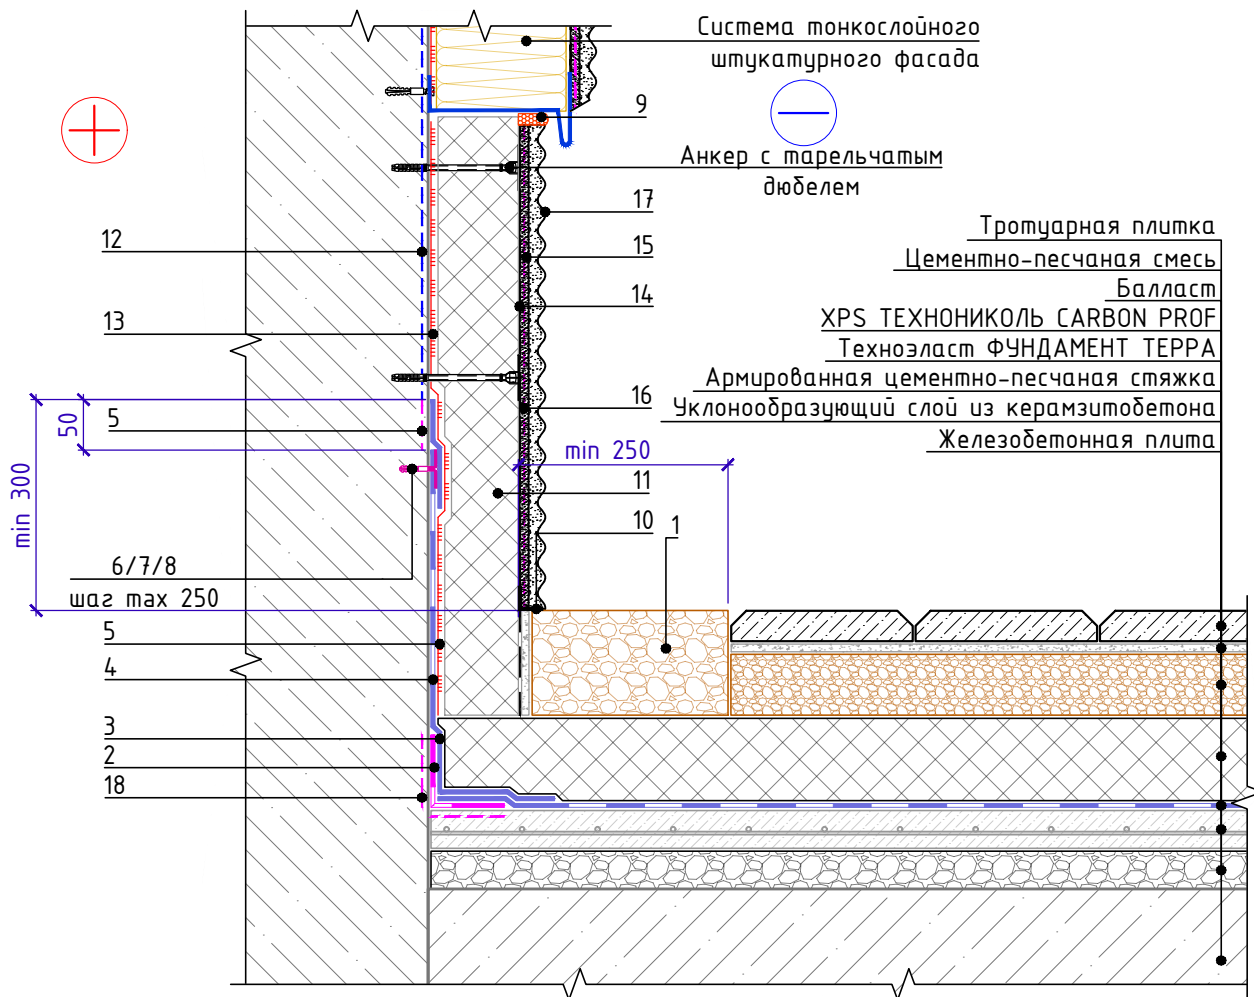 Система тонкослойного
штукатурного фасада
9
Анкер с тарельчатым
дюбелем
17
12
15
Тротуарная плитка
Цементно-песчаная смесь
14
Балласт
13
XPS ТЕХНОНИКОЛЬ CARBON PROF
Техноэласт ФУНДАМЕНТ ТЕРРА
Армированная цементно-песчаная стяжка
16
5
50
Уклонообразующий слой из керамзитобетона
min 250
Железобетонная плита
11
min 300
10
1
6/7/8
шаг max 250
5
4
3
2
18